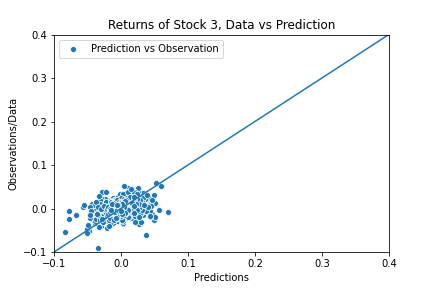 Returns of Stock 3, Data vs Prediction
0.4
Prediction vs Observation
0.3
0.2
0.1
0.0
−0.1
Observations/Data
−0.1 0.0 0.1 0.2 0.3 0.4
Predictions